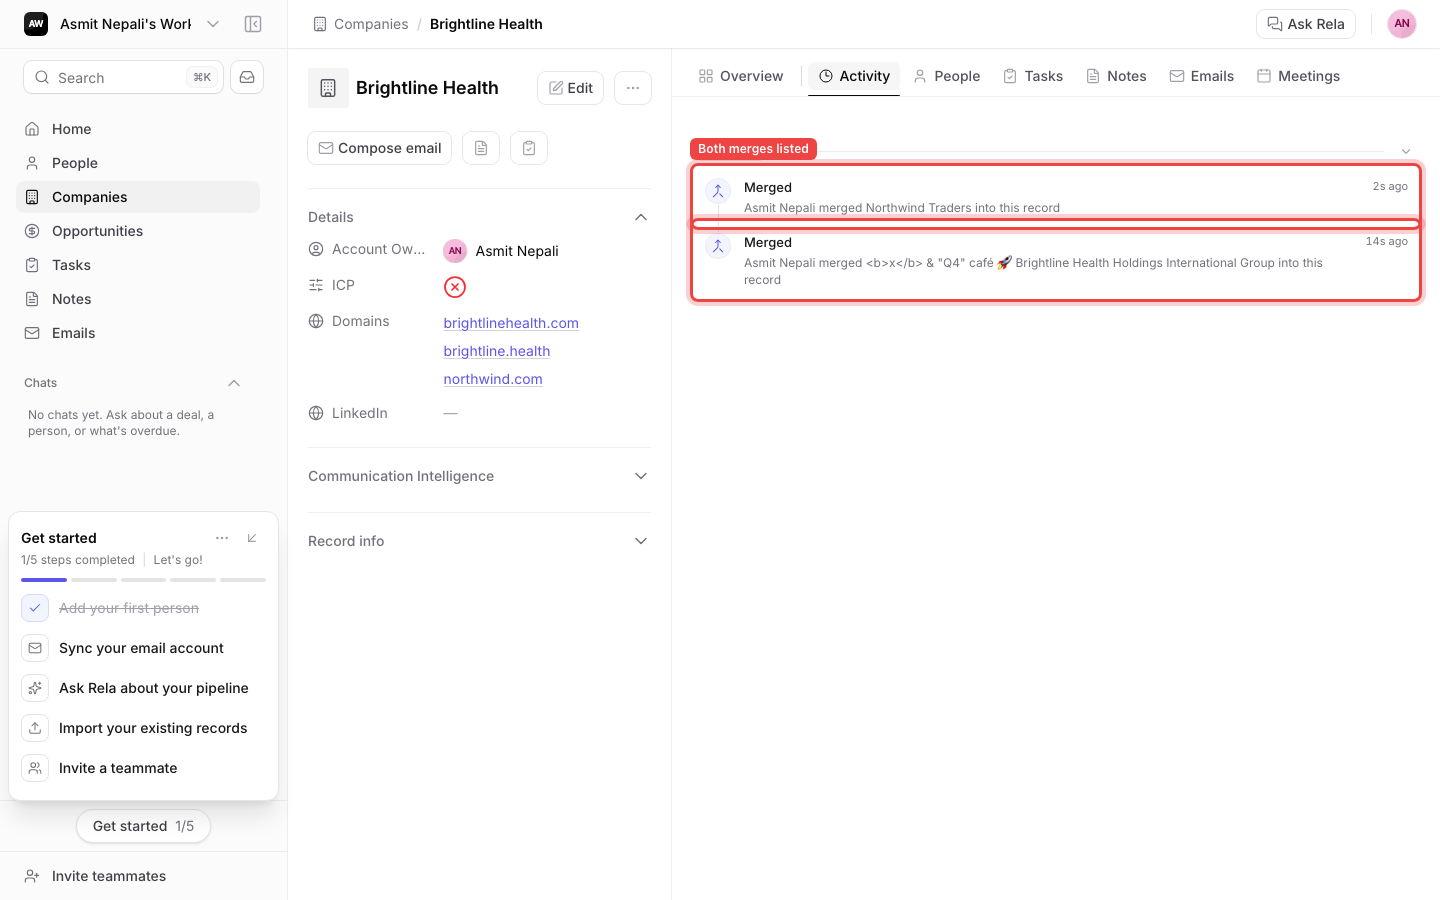 AW Asmit Nepali's Work
Companies / Brightline Health
Ask Rela
AN
Search ⌘K
Home
People
Companies
Opportunities
Tasks
Notes
Emails
Chats
No chats yet. Ask about a deal, a
person, or what's overdue.
Get started
1/5 steps completed | Let's go!
Add your first person
Sync your email account
Ask Rela about your pipeline
Import your existing records
Invite a teammate
Get started 1/5
Invite teammates
Brightline Health
Edit
Compose email
Details
Account Ow... AN Asmit Nepali
ICP
Domains brightlinehealth.com
brightline.health
northwind.com
LinkedIn —
Communication Intelligence
Record info
Overview Activity People Tasks Notes Emails Meetings
Both merges listed
Merged 2s ago
Asmit Nepali merged Northwind Traders into this record
Merged 14s ago
Asmit Nepali merged <b>x</b> & "Q4" café 🚀 Brightline Health Holdings International Group into this
record